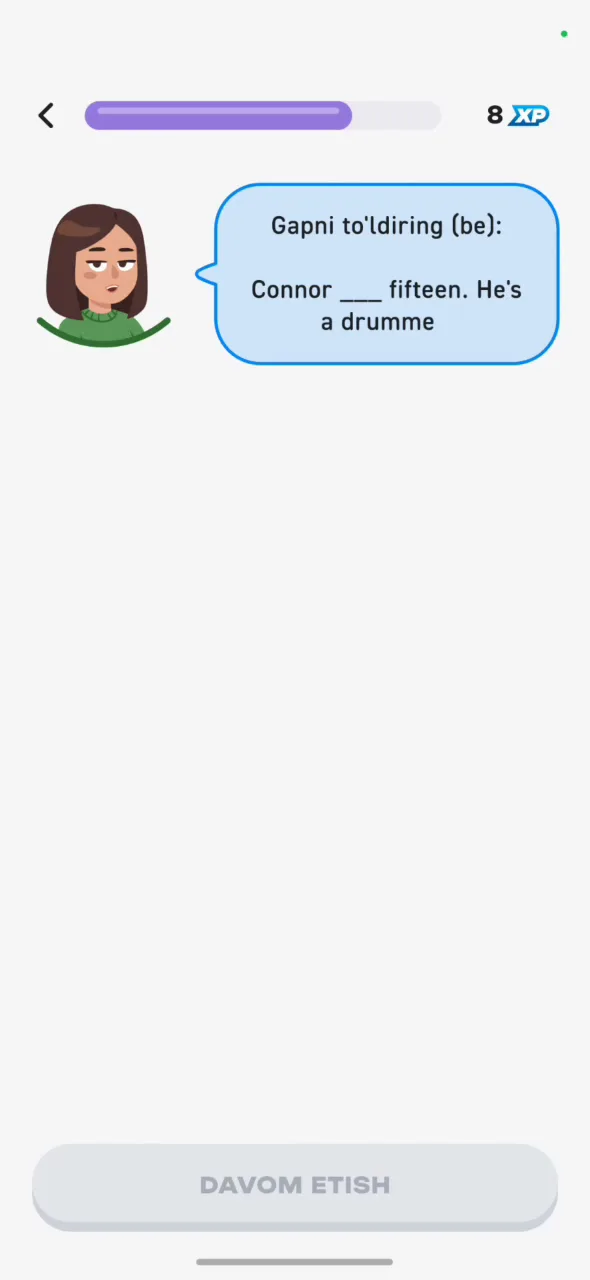 8 XP
Gapni to'ldiring (be):
Connor ___ fifteen. He's
a drumme
DAVOM ETISH